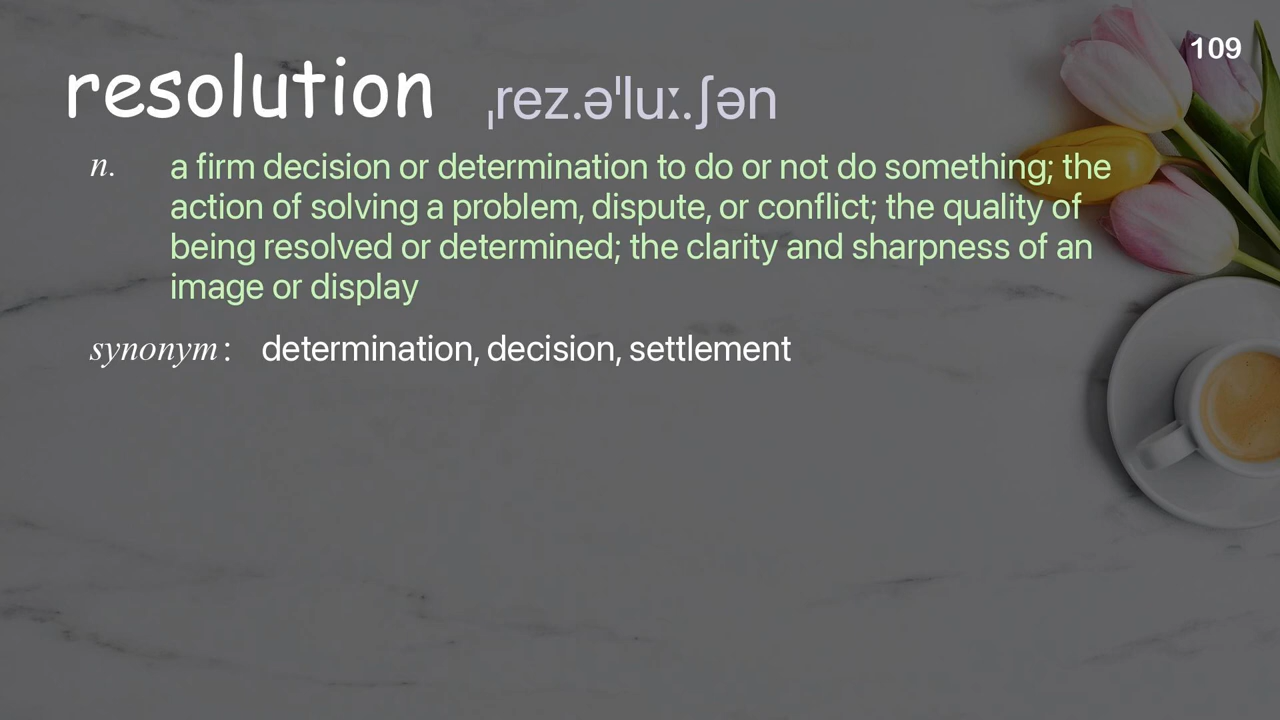 109
resolution ˌrez.əˈluː.ʃən
n. a firm decision or determination to do or not do something; the
action of solving a problem, dispute, or conflict; the quality of
being resolved or determined; the clarity and sharpness of an
image or display
synonym: determination, decision, settlement